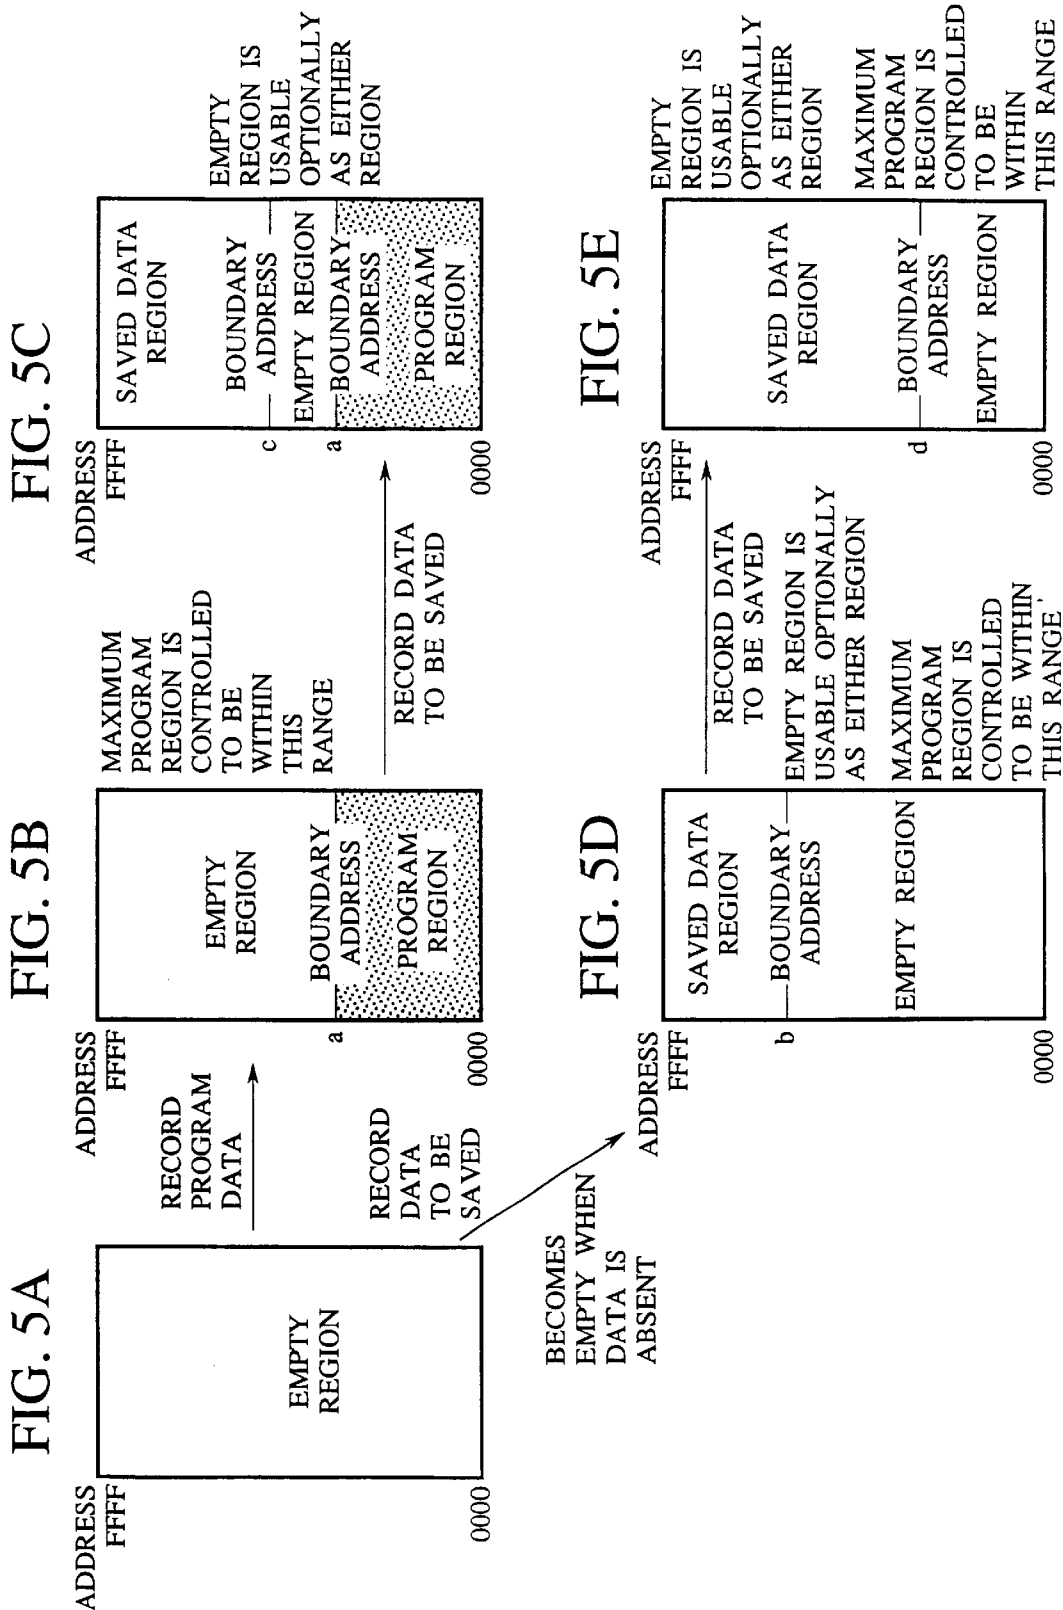 FIG. 5A
ADDRESS
FFFF
EMPTY
REGION
0000
RECORD
PROGRAM
DATA
RECORD
DATA
TO BE
SAVED
BECOMES
EMPTY WHEN
DATA IS
ABSENT
FIG. 5B
ADDRESS
FFFF
EMPTY
REGION
a
BOUNDARY
ADDRESS
PROGRAM
REGION
0000
MAXIMUM
PROGRAM
REGION IS
CONTROLLED
TO BE
WITHIN
THIS
RANGE
RECORD DATA
TO BE SAVED
FIG. 5C
ADDRESS
FFFF
SAVED DATA
REGION
BOUNDARY
ADDRESS
c
EMPTY REGION
a
BOUNDARY
ADDRESS
PROGRAM
REGION
0000
EMPTY
REGION IS
USABLE
OPTIONALLY
AS EITHER
REGION
FIG. 5D
ADDRESS
FFFF
SAVED DATA
REGION
b
BOUNDARY
ADDRESS
EMPTY REGION
0000
RECORD DATA
TO BE SAVED
EMPTY REGION IS
USABLE OPTIONALLY
AS EITHER REGION
MAXIMUM
PROGRAM
REGION IS
CONTROLLED
TO BE WITHIN
THIS RANGE
FIG. 5E
ADDRESS
FFFF
SAVED DATA
REGION
BOUNDARY
d
ADDRESS
EMPTY REGION
0000
EMPTY
REGION IS
USABLE
OPTIONALLY
AS EITHER
REGION
MAXIMUM
PROGRAM
REGION IS
CONTROLLED
TO BE
WITHIN
THIS RANGE